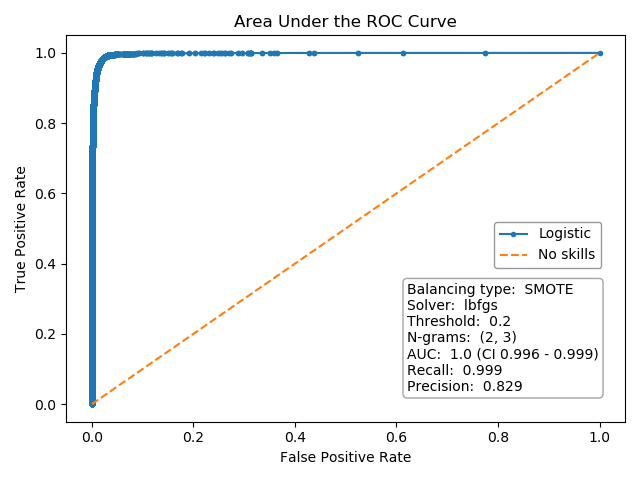 Area Under the ROC Curve
True Positive Rate
1.0
0.8
0.6
0.4
0.2
0.0
Logistic
No skills
Balancing type:  SMOTE
Solver:  lbfgs
Threshold:  0.2
N-grams:  (2, 3)
AUC:  1.0 (CI 0.996 - 0.999)
Recall:  0.999
Precision:  0.829
0.0 0.2 0.4 0.6 0.8 1.0
False Positive Rate